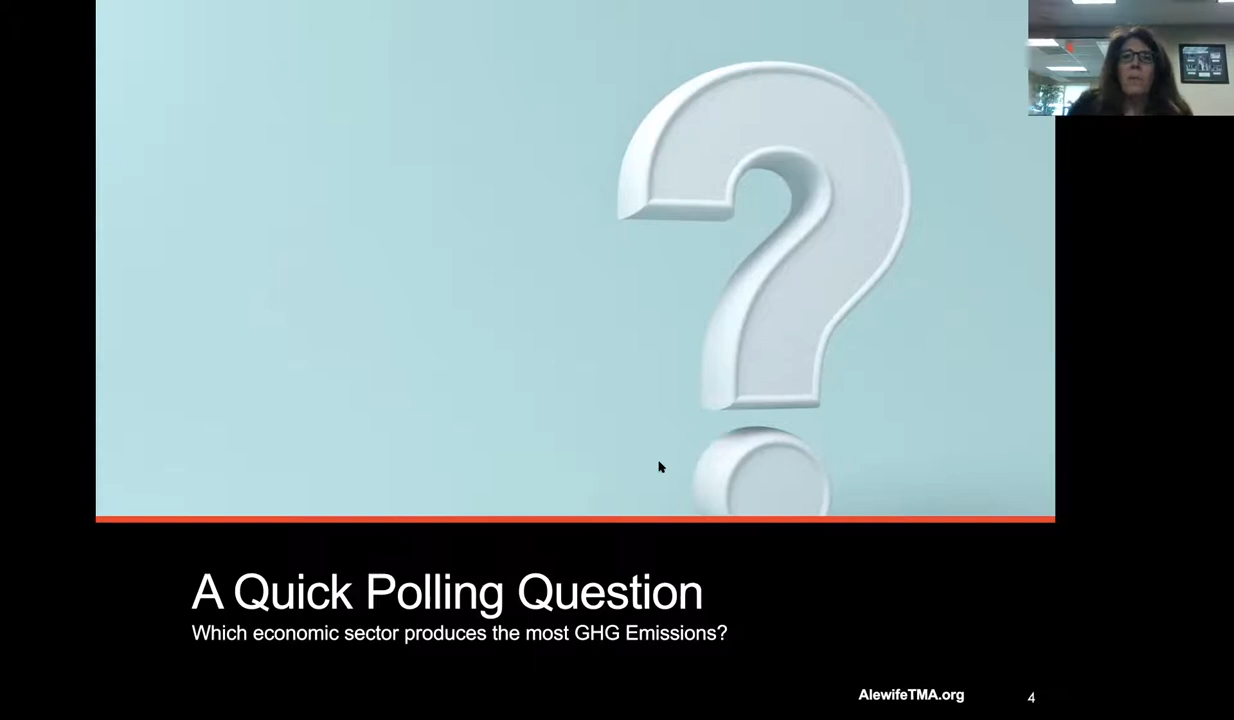 A Quick Polling Question
Which economic sector produces the most GHG Emissions?
AlewifeTMA.org
4